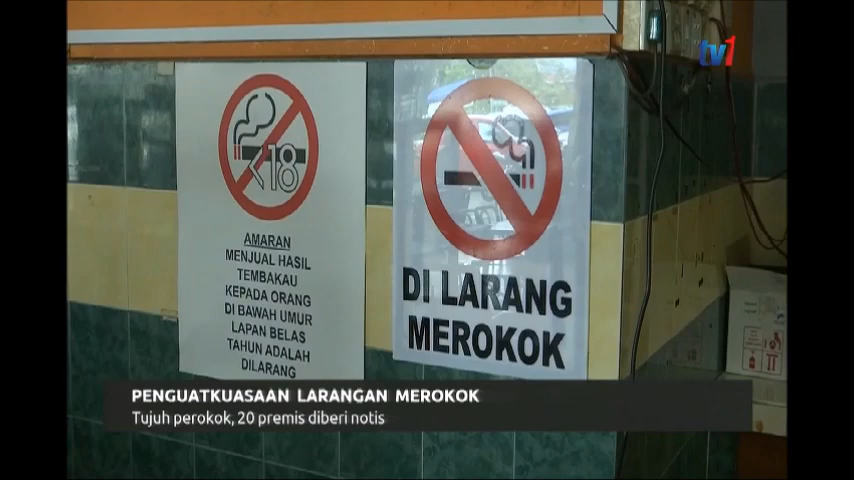 tv1
<18
AMARAN
MENJUAL HASIL
TEMBAKAU
KEPADA ORANG
DI BAWAH UMUR
LAPAN BELAS
TAHUN ADALAH
DILARANG
DI LARANG
MEROKOK
PENGUATKUASAAN LARANGAN MEROKOK
Tujuh perokok, 20 premis diberi notis